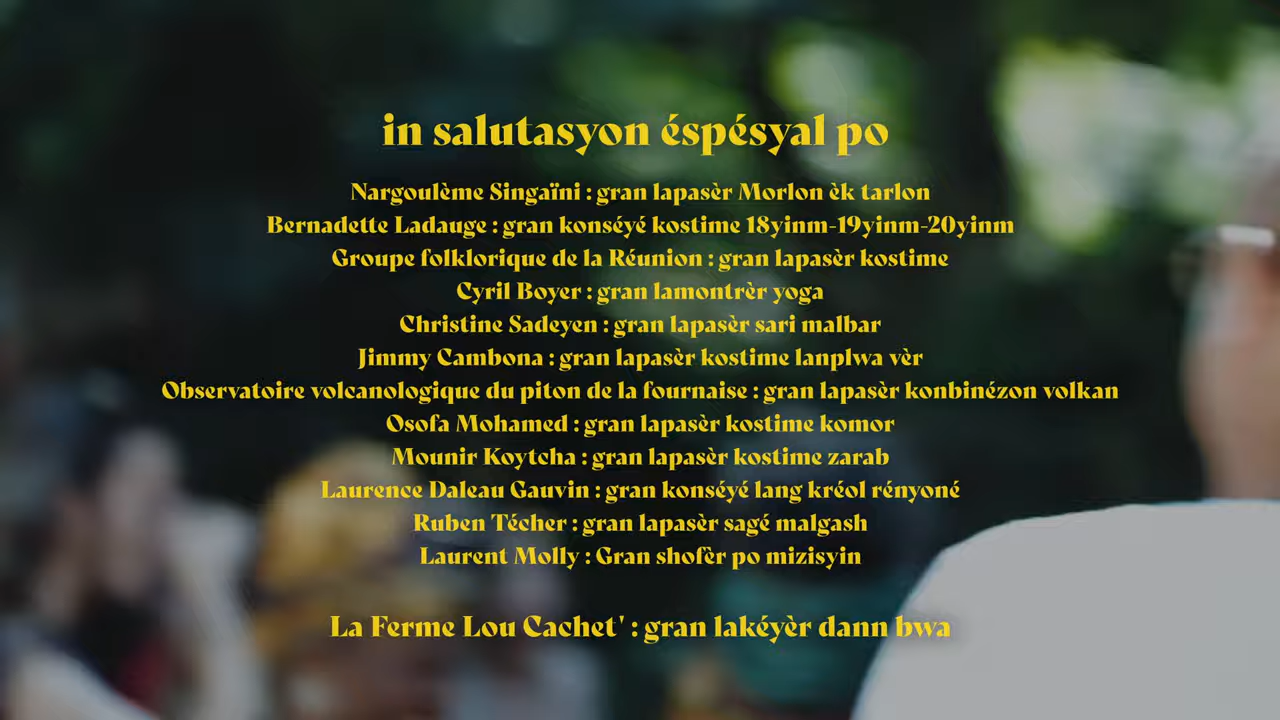 in salutasyon éspésyal po
Nargoulème Singaïni : gran lapasèr Morlon èk tarlon
Bernadette Ladauge : gran konséyé kostime 18yinm-19yinm-20yinm
Groupe folklorique de la Réunion : gran lapasèr kostime
Cyril Boyer : gran lamontrèr yoga
Christine Sadeyen : gran lapasèr sari malbar
Jimmy Cambona : gran lapasèr kostime lanplwa vèr
Observatoire volcanologique du piton de la fournaise : gran lapasèr konbinézon volkan
Osofa Mohamed : gran lapasèr kostime komor
Mounir Koytcha : gran lapasèr kostime zarab
Laurence Daleau Gauvin : gran konséyé lang kréol rényoné
Ruben Técher : gran lapasèr sagé malgash
Laurent Molly : Gran shofèr po mizisyin
La Ferme Lou Cachet' : gran lakéyèr dann bwa